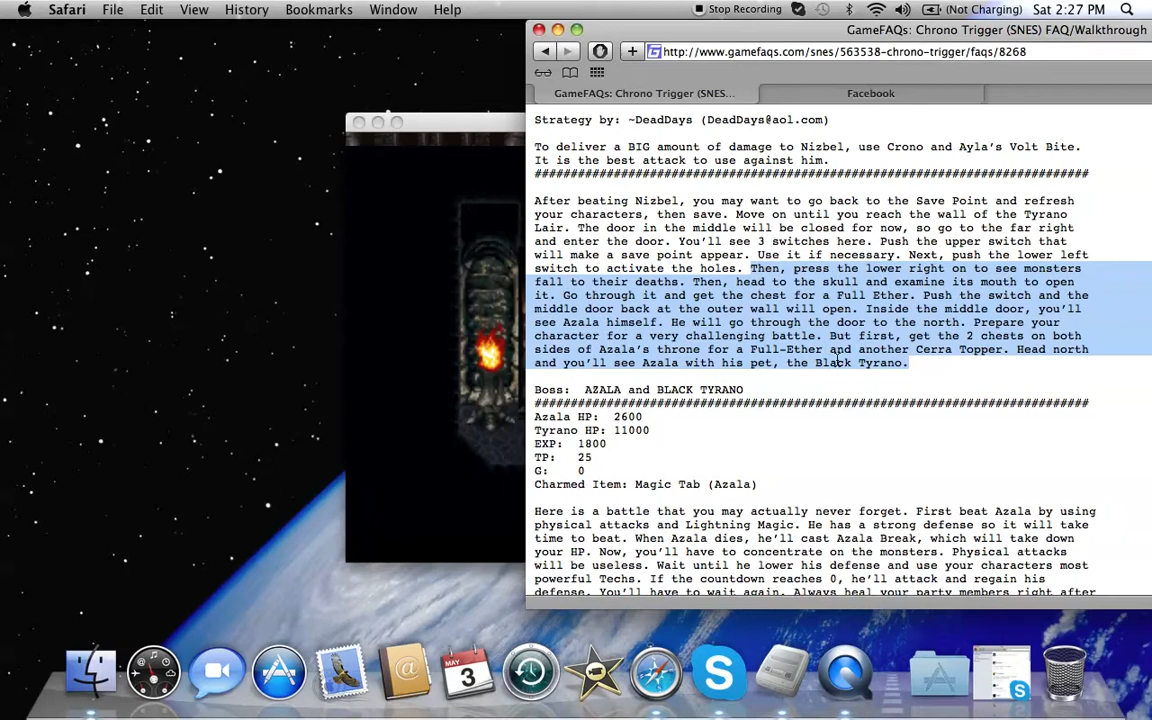 Safari File Edit View History Bookmarks Window Help Stop Recording (Not Charging) Sat 2:27 PM
GameFAQs: Chrono Trigger (SNES) FAQ/Walkthrough
http://www.gamefaqs.com/snes/563538-chrono-trigger/faqs/8268
GameFAQs: Chrono Trigger (SNES... Facebook
Strategy by: ~DeadDays (DeadDays@aol.com)
To deliver a BIG amount of damage to Nizbel, use Crono and Ayla's Volt Bite.
It is the best attack to use against him.
################################################################################
After beating Nizbel, you may want to go back to the Save Point and refresh
your characters, then save. Move on until you reach the wall of the Tyrano
Lair. The door in the middle will be closed for now, so go to the far right
and enter the door. You'll see 3 switches here. Push the upper switch that
will make a save point appear. Use it if necessary. Next, push the lower left
switch to activate the holes. Then, press the lower right on to see monsters
fall to their deaths. Then, head to the skull and examine its mouth to open
it. Go through it and get the chest for a Full Ether. Push the switch and the
middle door back at the outer wall will open. Inside the middle door, you'll
see Azala himself. He will go through the door to the north. Prepare your
character for a very challenging battle. But first, get the 2 chests on both
sides of Azala's throne for a Full-Ether and another Cerra Topper. Head north
and you'll see Azala with his pet, the Black Tyrano.
Boss: AZALA and BLACK TYRANO
################################################################################
Azala HP: 2600
Tyrano HP: 11000
EXP: 1800
TP: 25
G: 0
Charmed Item: Magic Tab (Azala)
Here is a battle that you may actually never forget. First beat Azala by using
physical attacks and Lightning Magic. He has a strong defense so it will take
time to beat. When Azala dies, he'll cast Azala Break, which will take down
your HP. Now, you'll have to concentrate on the monsters. Physical attacks
will be useless. Wait until he lower his defense and use your characters most
powerful Techs. If the countdown reaches 0, he'll attack and regain his
defense. You'll have to wait again. Always heal your party members right after
MAY
3